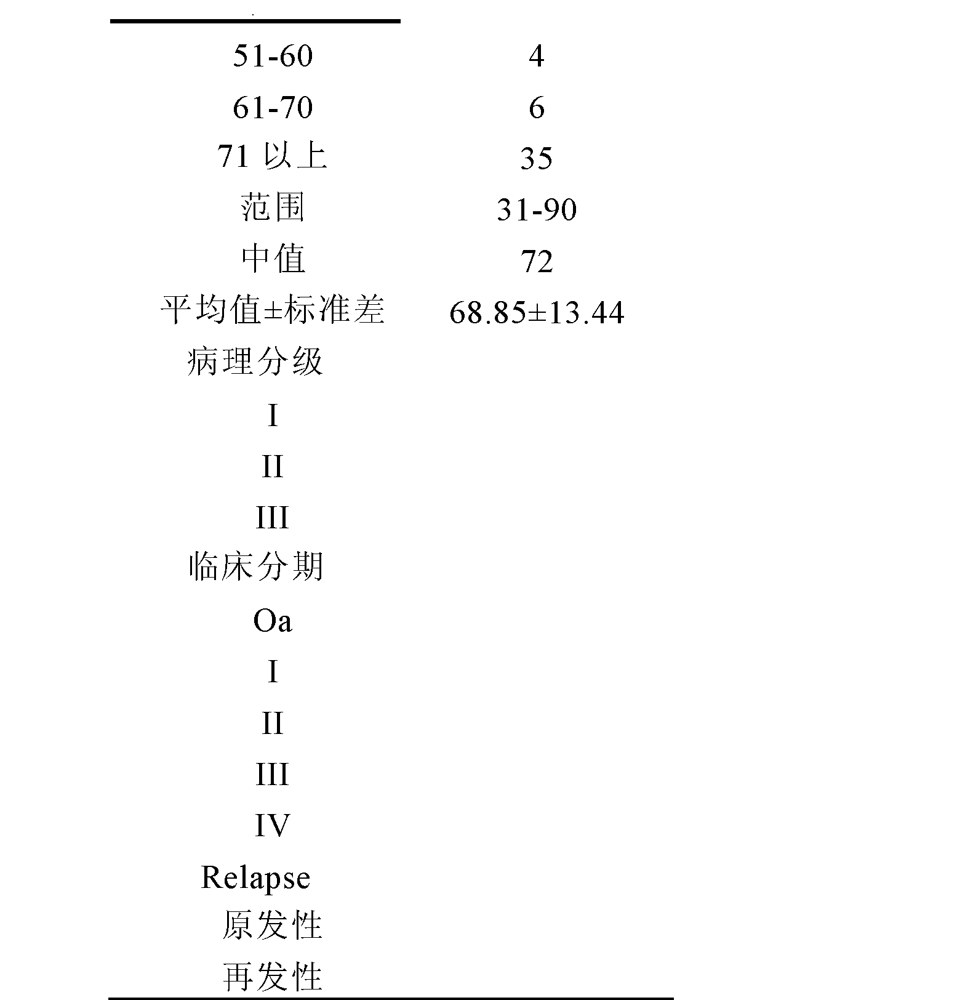 51-60 4
61-70 6
71 以上 35
范围 31-90
中值 72
平均值±标准差 68.85±13.44
病理分级
I
II
III
临床分期
Oa
I
II
III
IV
Relapse
原发性
再发性